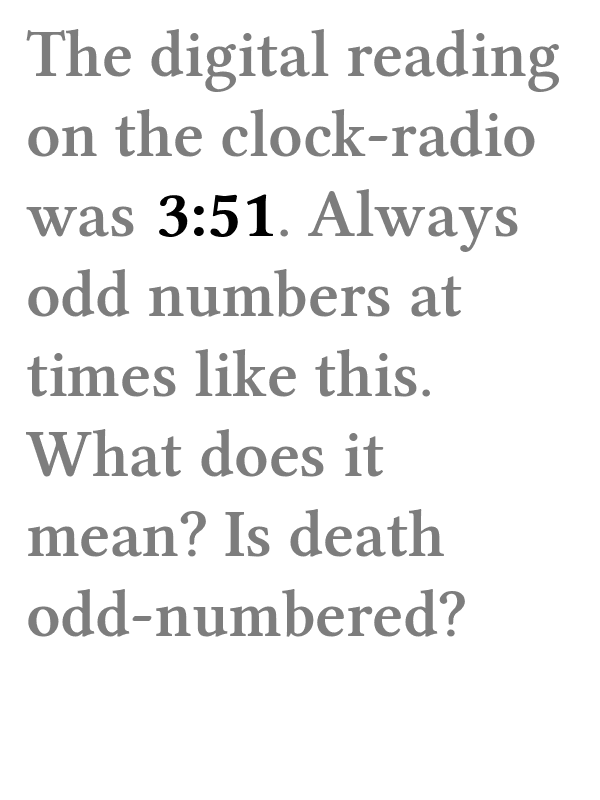 The digital reading
on the clock-radio
was 3:51. Always
odd numbers at
times like this.
What does it
mean? Is death
odd-numbered?